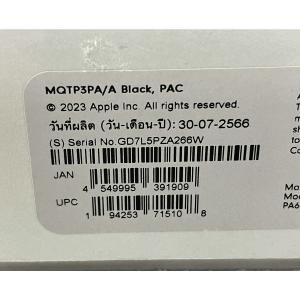 MQTP3PA/A Black, PAC
© 2023 Apple Inc. All rights reserved.
วันที่ผลิต (วัน-เดือน-ปี): 30-07-2566
(S) Serial No.GD7L5PZA266W
JAN
4 549995 391909
UPC
1 94253 71510 8